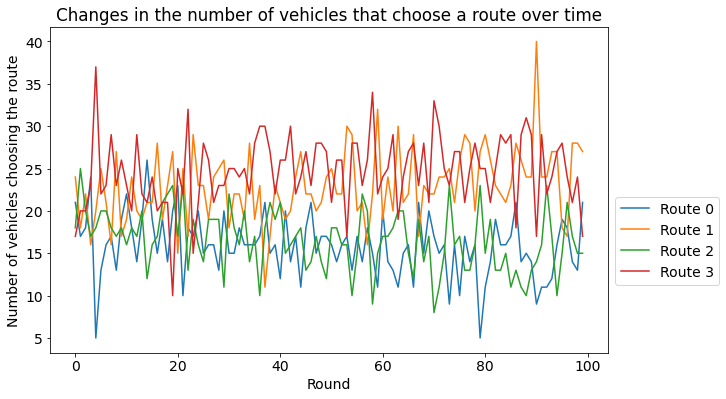 Changes in the number of vehicles that choose a route over time
Number of vehicles choosing the route
40
35
30
25
20
15
10
5
0
20
40
60
80
100
Round
Route 0
Route 1
Route 2
Route 3